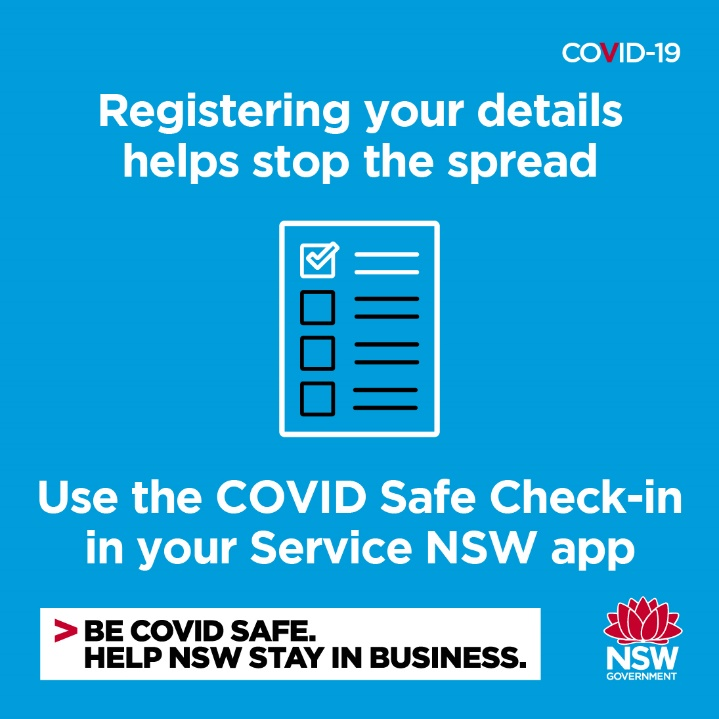 COVID-19
Registering your details
helps stop the spread
Use the COVID Safe Check-in
in your Service NSW app
> BE COVID SAFE.
HELP NSW STAY IN BUSINESS.
NSW
GOVERNMENT